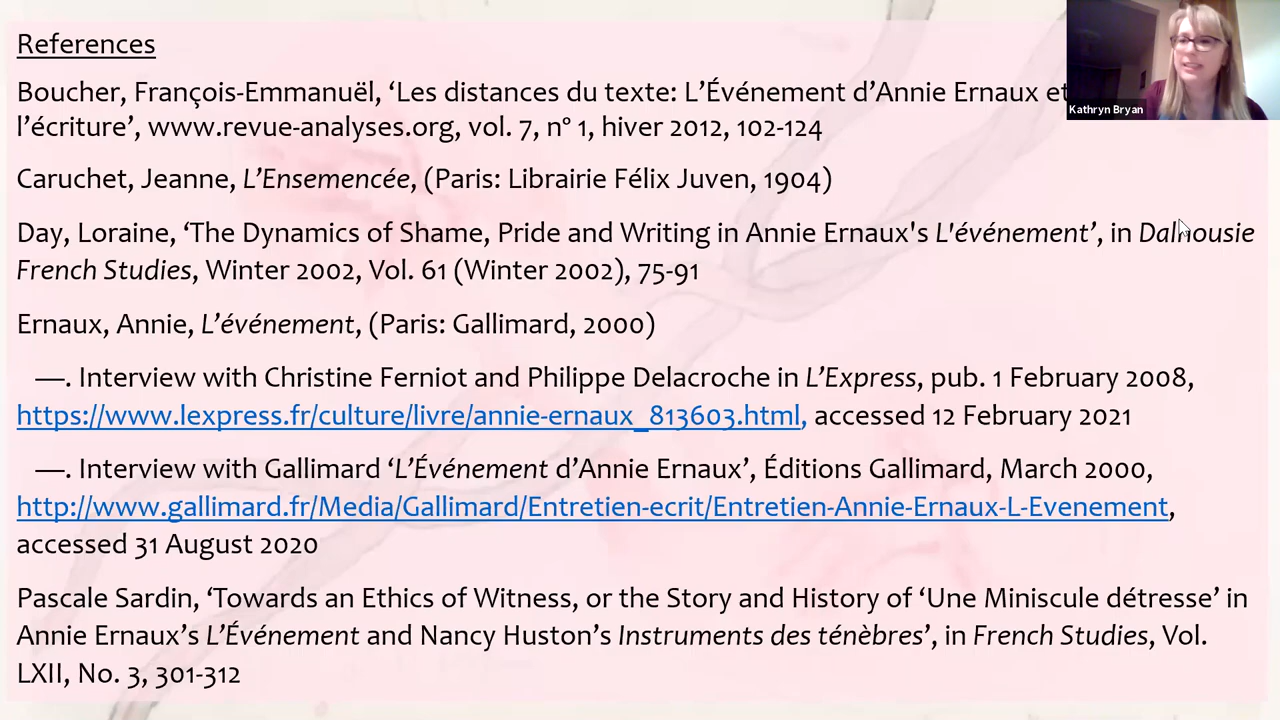 References
Kathryn Bryan
Boucher, François-Emmanuël, ‘Les distances du texte: L’Événement d’Annie Ernaux et
l’écriture’, www.revue-analyses.org, vol. 7, nº 1, hiver 2012, 102-124
Caruchet, Jeanne, L’Ensemencée, (Paris: Librairie Félix Juven, 1904)
Day, Loraine, ‘The Dynamics of Shame, Pride and Writing in Annie Ernaux's L'événement’, in Dalhousie
French Studies, Winter 2002, Vol. 61 (Winter 2002), 75-91
Ernaux, Annie, L’événement, (Paris: Gallimard, 2000)
—. Interview with Christine Ferniot and Philippe Delacroche in L’Express, pub. 1 February 2008,
https://www.lexpress.fr/culture/livre/annie-ernaux_813603.html, accessed 12 February 2021
—. Interview with Gallimard ‘L’Événement d’Annie Ernaux’, Éditions Gallimard, March 2000,
http://www.gallimard.fr/Media/Gallimard/Entretien-ecrit/Entretien-Annie-Ernaux-L-Evenement,
accessed 31 August 2020
Pascale Sardin, ‘Towards an Ethics of Witness, or the Story and History of ‘Une Miniscule détresse’ in
Annie Ernaux’s L’Événement and Nancy Huston’s Instruments des ténèbres’, in French Studies, Vol.
LXII, No. 3, 301-312